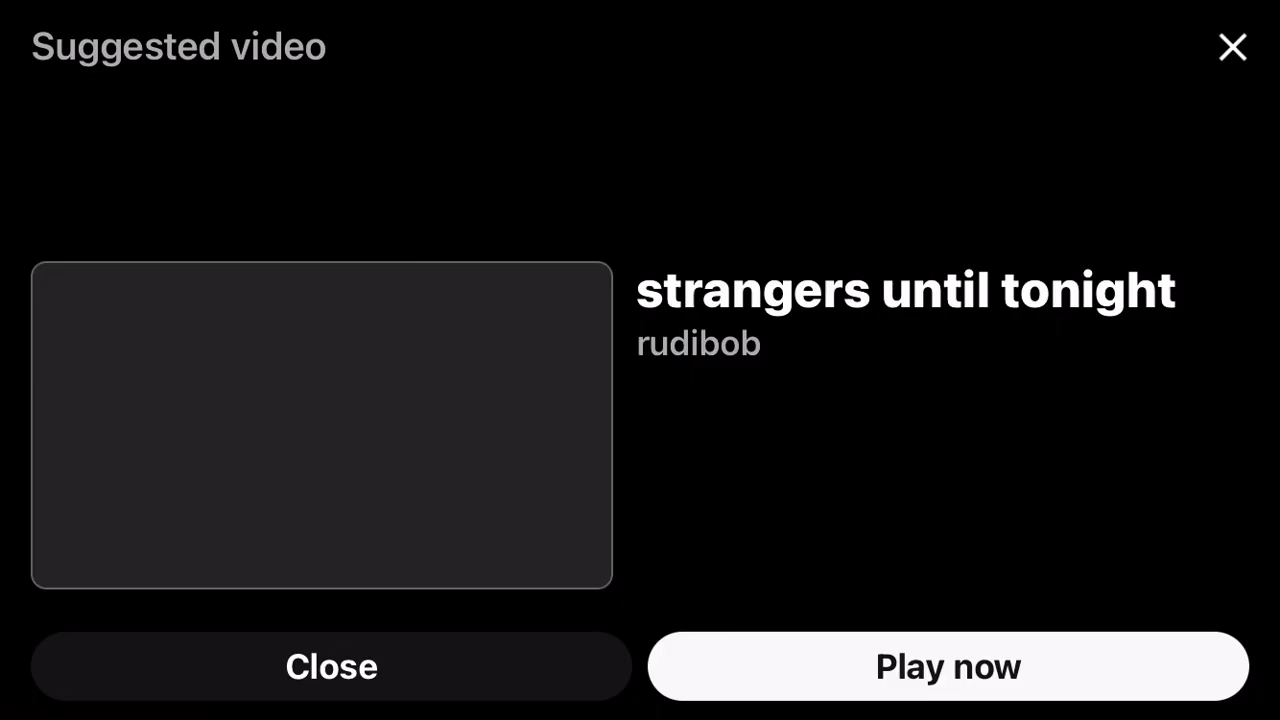 Suggested video
strangers until tonight
rudibob
Close
Play now